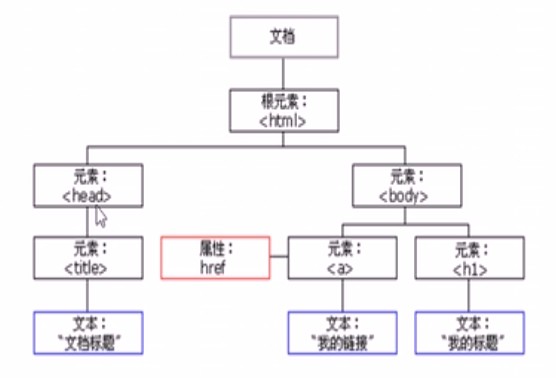 文档
根元素：
<html>
元素：
<head>
元素：
<body>
元素：
<title>
属性：
href
元素：
<a>
元素：
<h1>
文本：
"文档标题"
文本：
"我的链接"
文本：
"我的标题"